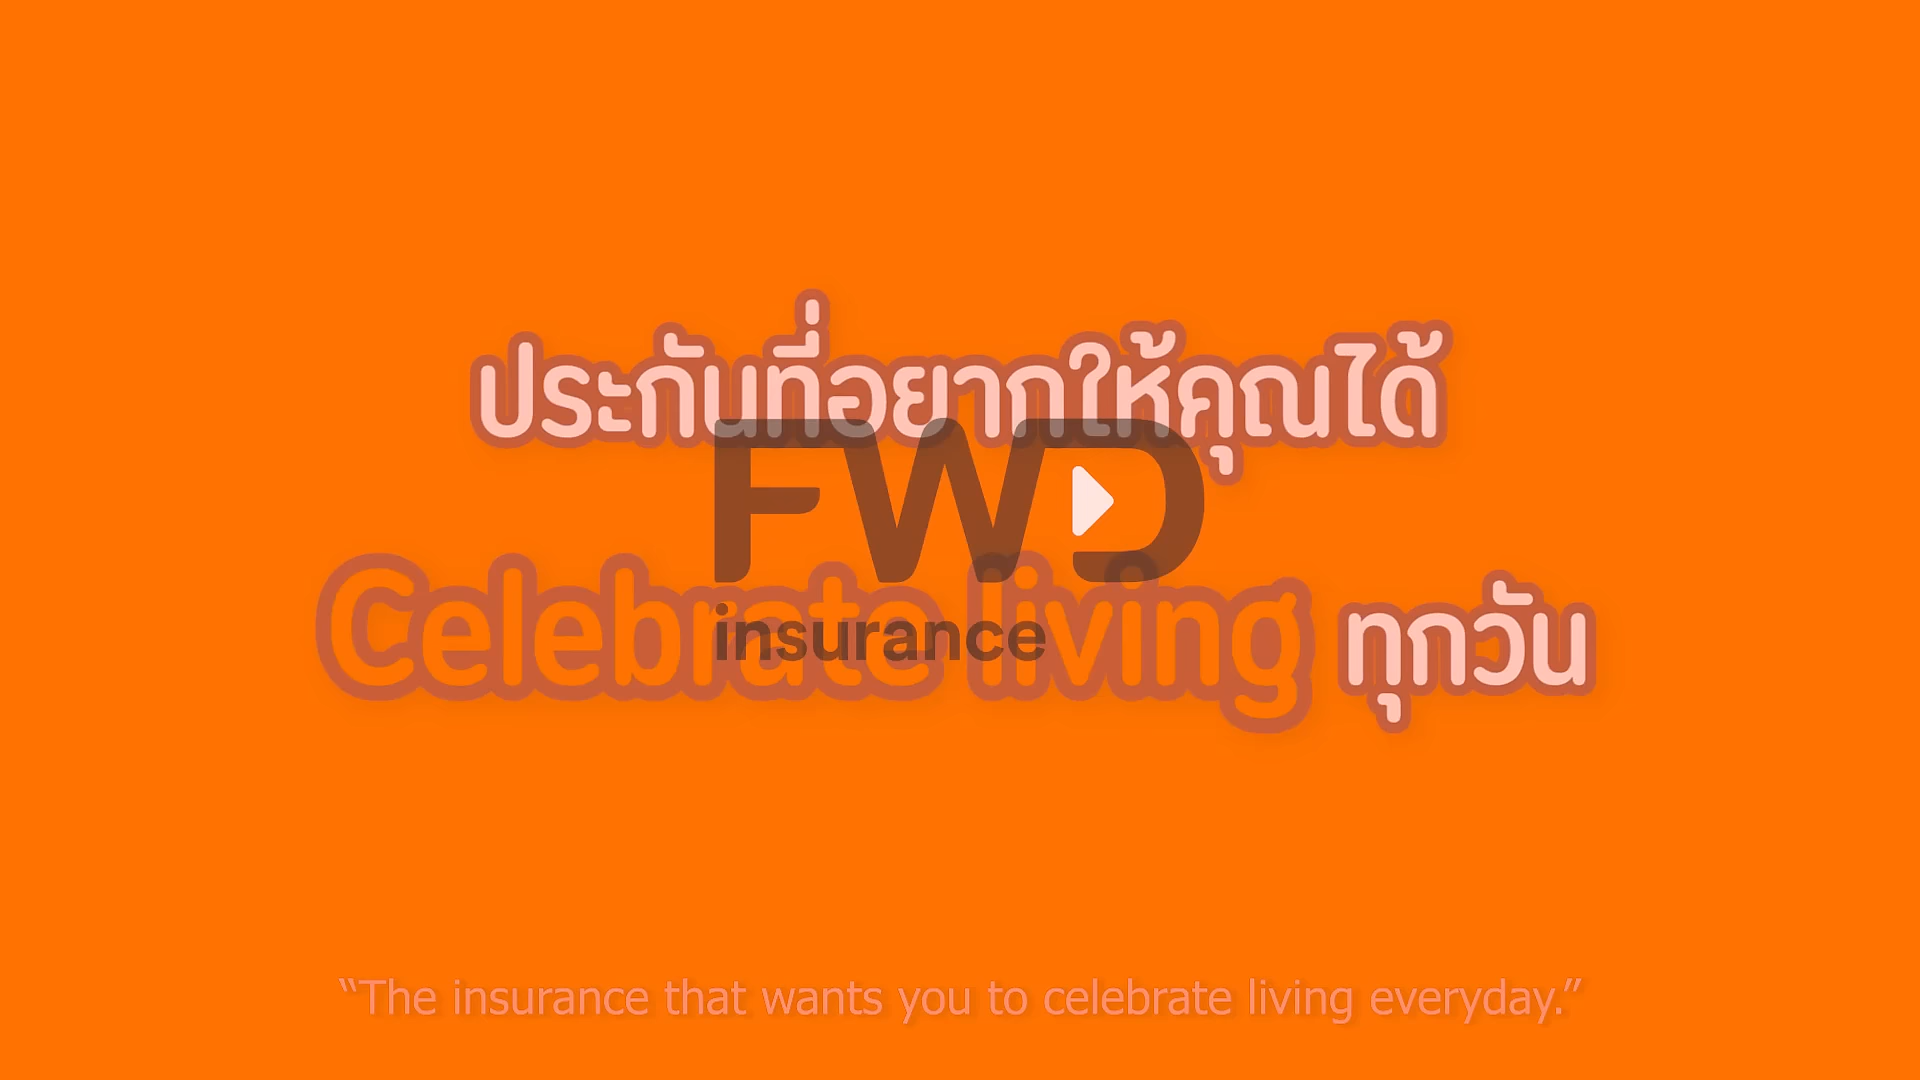 ประกันที่อยากให้คุณได้
FWD
Celebrate living ทุกวัน
insurance
“The insurance that wants you to celebrate living everyday.”